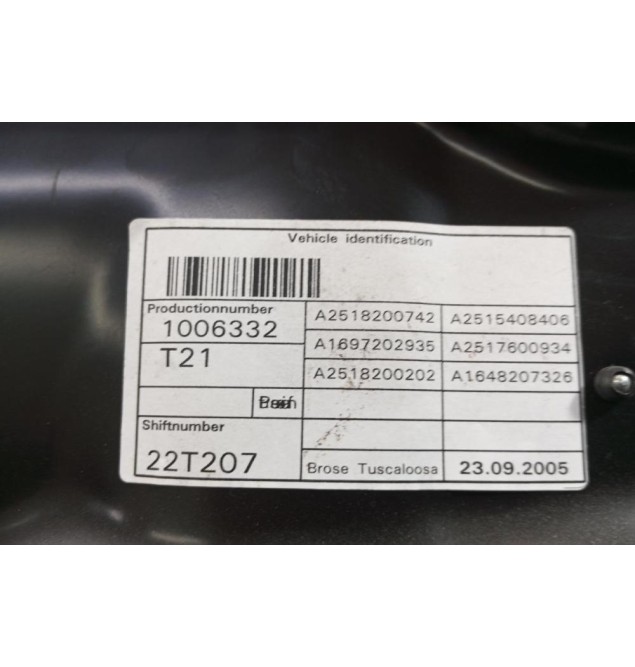 Vehicle identification
Productionnumber
1006332
A2518200742 A2515408406
T21
A1697202935 A2517600934
A2518200202 A1648207326
Shiftnumber
22T207
Brose Tuscaloosa 23.09.2005